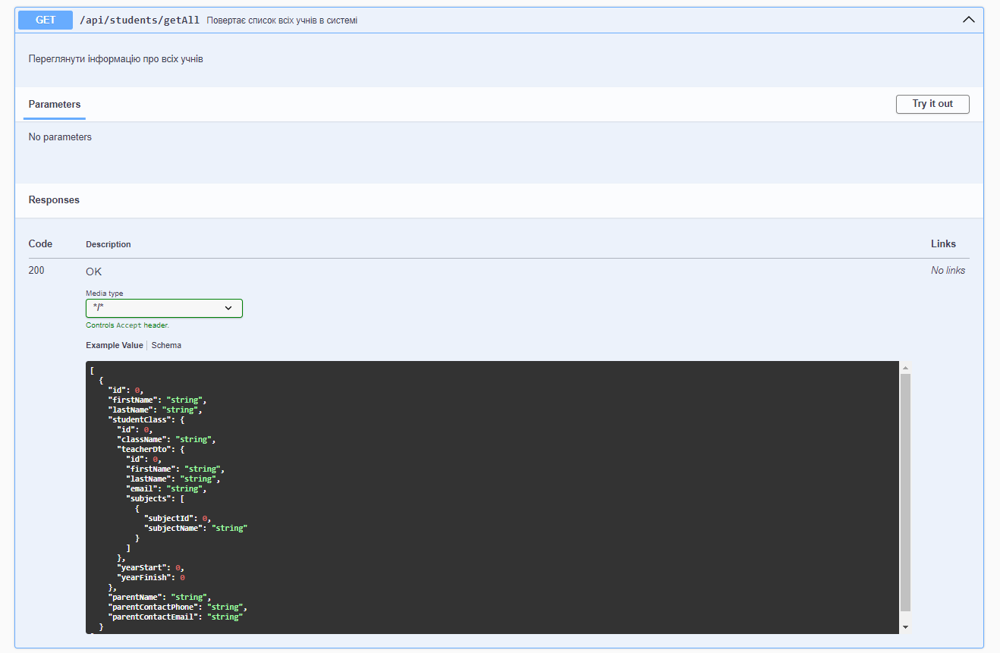 GET /api/students/getAll Повертає список всіх учнів в системі
Переглянути інформацію про всіх учнів
Parameters Try it out
No parameters
Responses
Code Description Links
200 OK No links
Media type
*/*
Controls Accept header.
Example Value Schema
[
  {
    "id": 0,
    "firstName": "string",
    "lastName": "string",
    "studentClass": {
      "id": 0,
      "className": "string",
      "teacherDto": {
        "id": 0,
        "firstName": "string",
        "lastName": "string",
        "email": "string",
        "subjects": [
          {
            "subjectId": 0,
            "subjectName": "string"
          }
        ]
      },
      "yearStart": 0,
      "yearFinish": 0
    },
    "parentName": "string",
    "parentContactPhone": "string",
    "parentContactEmail": "string"
  }